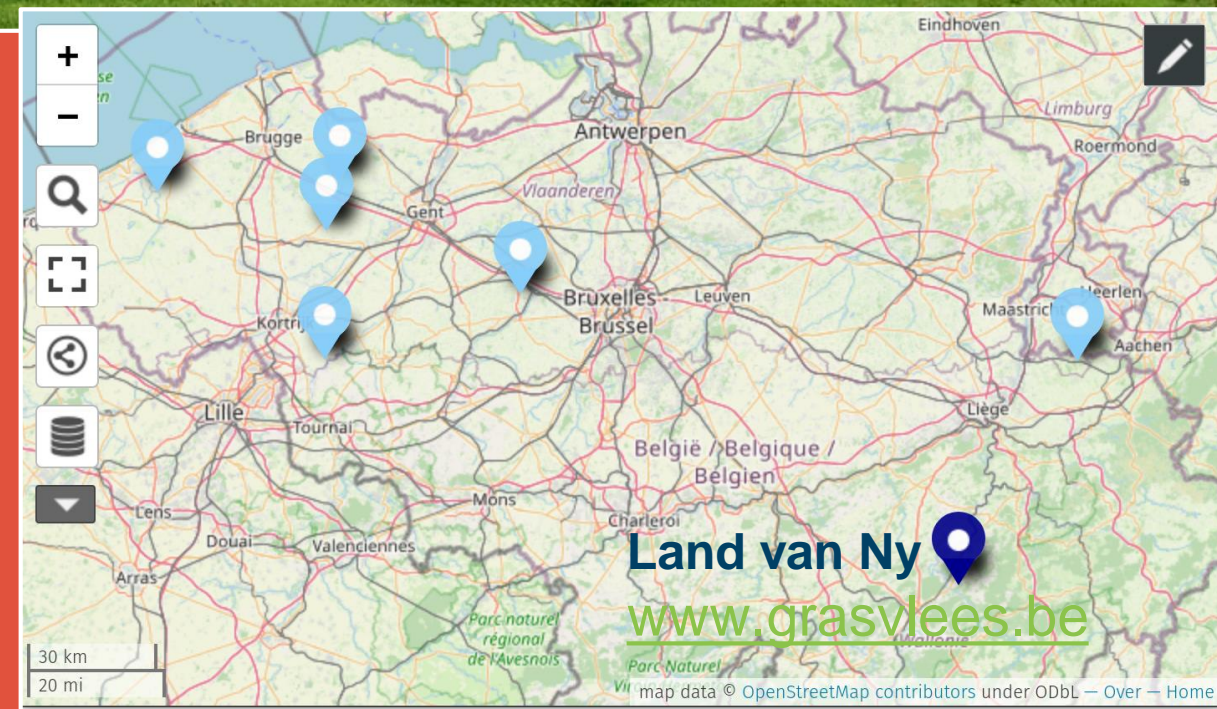 Eindhoven
+
−
Limburg
Brugge
Antwerpen
Roermond
Vlaanderen
Gent
Bruxelles -
Brussel
Leuven
Maastricht
Heerlen
Aachen
Kortrijk
Lille
Tournai
Liège
België / Belgique /
Belgien
Mons
Lens
Charleroi
Douai
Valenciennes
Land van Ny
Arras
www.grasvlees.be
Parc naturel
régional
de l'Avesnois
Wallonie
30 km
20 mi
Parc Naturel
map data © OpenStreetMap contributors under ODbL — Over — Home